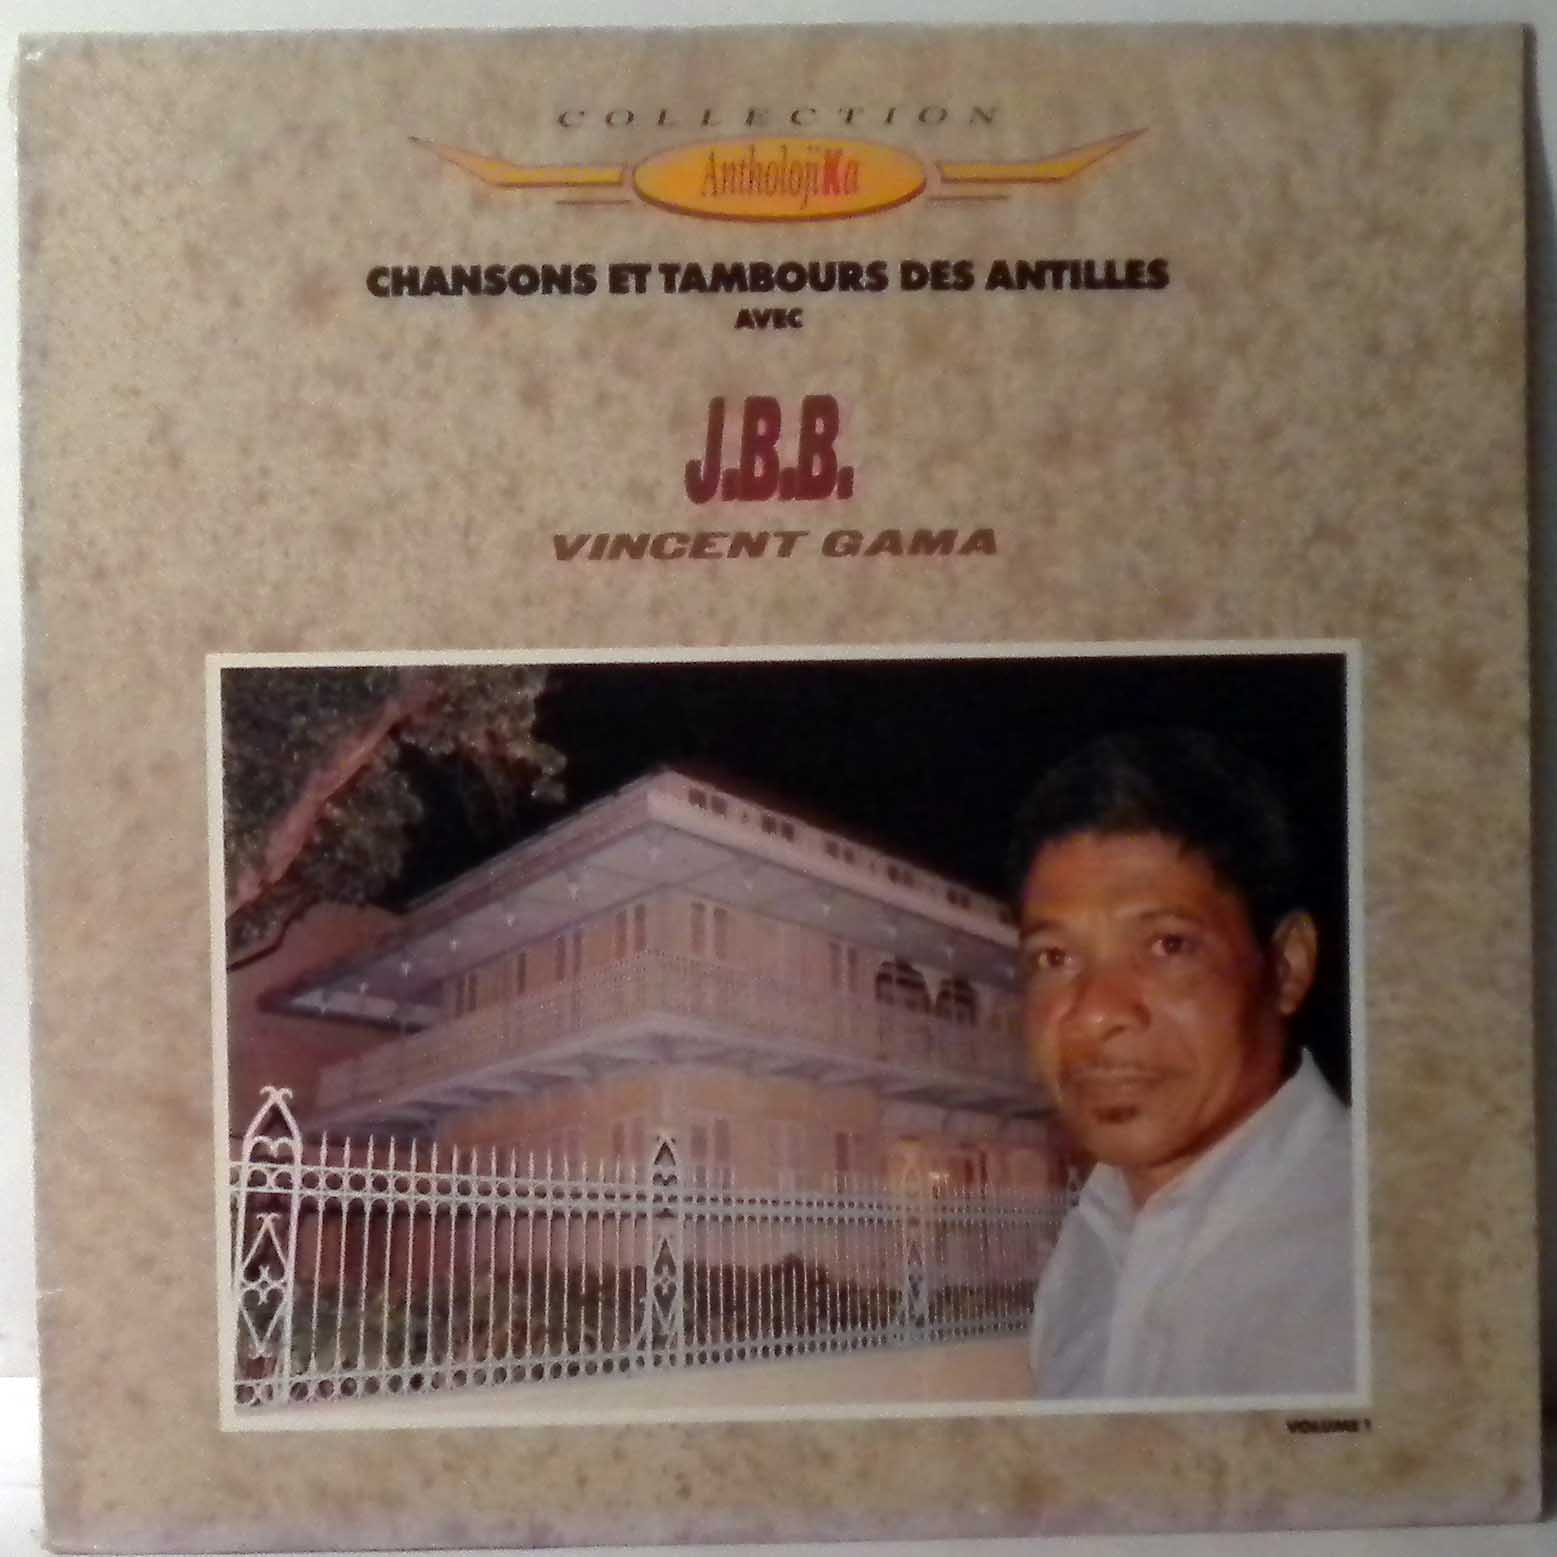 COLLECTION
AntholojiKa
CHANSONS ET TAMBOURS DES ANTILLES
AVEC
J.B.B.
VINCENT GAMA
VOLUME 1